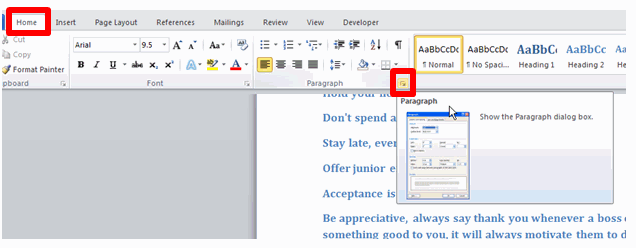 Home Insert Page Layout References Mailings Review View Developer
Cut
Copy
Format Painter
Arial 9.5
AaBbCcDc AaBbCcDc AaBbC AaBbCc
¶ Normal ¶ No Spaci... Heading 1 Heading 2
pboard Font Paragraph
Hold your
Don't spend a
Stay late, eve
Offer junior e
Acceptance is
Be appreciative, always say thank you whenever a boss
something good to you, it will always motivate them to d
Paragraph
Show the Paragraph dialog box.